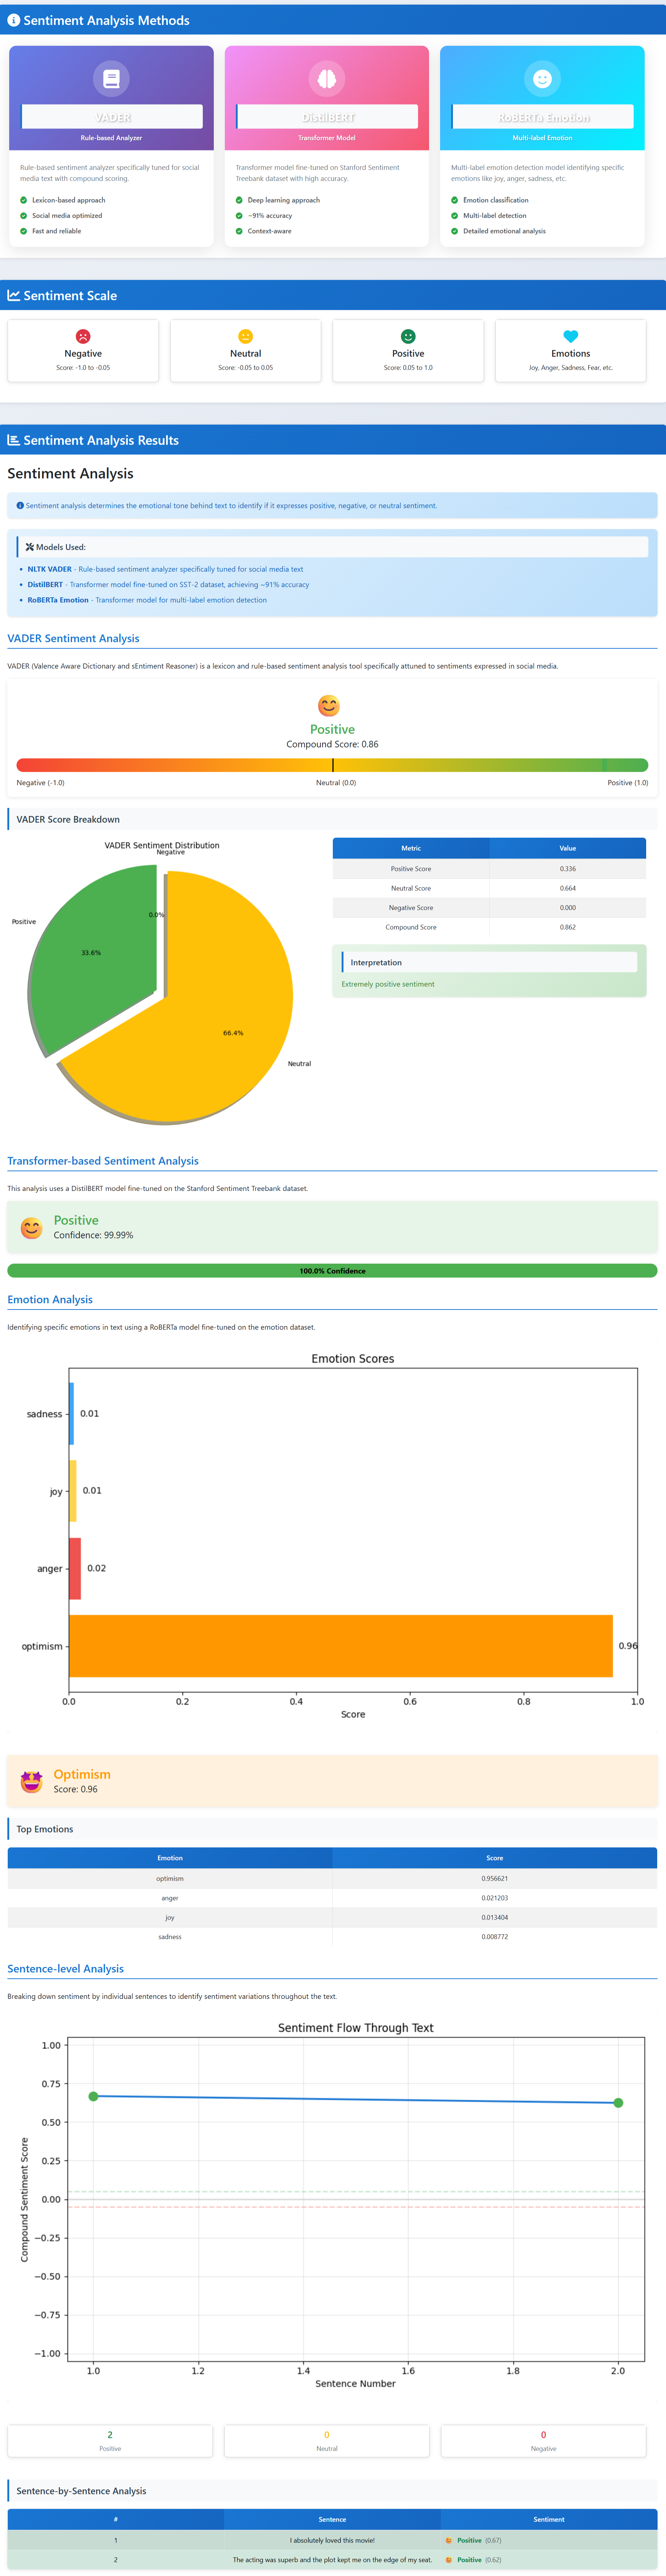 Sentiment Analysis Methods
VADER
Rule-based Analyzer
Rule-based sentiment analyzer specifically tuned for social
media text with compound scoring.
Lexicon-based approach
Social media optimized
Fast and reliable
DistilBERT
Transformer Model
Transformer model fine-tuned on Stanford Sentiment
Treebank dataset with high accuracy.
Deep learning approach
~91% accuracy
Context-aware
RoBERTa Emotion
Multi-label Emotion
Multi-label emotion detection model identifying specific
emotions like joy, anger, sadness, etc.
Emotion classification
Multi-label detection
Detailed emotional analysis
Sentiment Scale
Negative
Score: -1.0 to -0.05
Neutral
Score: -0.05 to 0.05
Positive
Score: 0.05 to 1.0
Emotions
Joy, Anger, Sadness, Fear, etc.
Sentiment Analysis Results
Sentiment Analysis
Sentiment analysis determines the emotional tone behind text to identify if it expresses positive, negative, or neutral sentiment.
Models Used:
NLTK VADER - Rule-based sentiment analyzer specifically tuned for social media text
DistilBERT - Transformer model fine-tuned on SST-2 dataset, achieving ~91% accuracy
RoBERTa Emotion - Transformer model for multi-label emotion detection
VADER Sentiment Analysis
VADER (Valence Aware Dictionary and sEntiment Reasoner) is a lexicon and rule-based sentiment analysis tool specifically attuned to sentiments expressed in social media.
Positive
Compound Score: 0.86
Negative (-1.0) Neutral (0.0) Positive (1.0)
VADER Score Breakdown
VADER Sentiment Distribution
Negative
0.0%
Positive
33.6%
66.4%
Neutral
Metric Value
Positive Score 0.336
Neutral Score 0.664
Negative Score 0.000
Compound Score 0.862
Interpretation
Extremely positive sentiment
Transformer-based Sentiment Analysis
This analysis uses a DistilBERT model fine-tuned on the Stanford Sentiment Treebank dataset.
Positive
Confidence: 99.99%
100.0% Confidence
Emotion Analysis
Identifying specific emotions in text using a RoBERTa model fine-tuned on the emotion dataset.
Emotion Scores
sadness 0.01
joy 0.01
anger 0.02
optimism 0.96
0.0 0.2 0.4 0.6 0.8 1.0
Score
Optimism
Score: 0.96
Top Emotions
Emotion Score
optimism 0.956621
anger 0.021203
joy 0.013404
sadness 0.008772
Sentence-level Analysis
Breaking down sentiment by individual sentences to identify sentiment variations throughout the text.
Sentiment Flow Through Text
Compound Sentiment Score
1.00
0.75
0.50
0.25
0.00
−0.25
−0.50
−0.75
−1.00
1.0 1.2 1.4 1.6 1.8 2.0
Sentence Number
2
Positive
0
Neutral
0
Negative
Sentence-by-Sentence Analysis
# Sentence Sentiment
1 I absolutely loved this movie! Positive (0.67)
2 The acting was superb and the plot kept me on the edge of my seat. Positive (0.62)